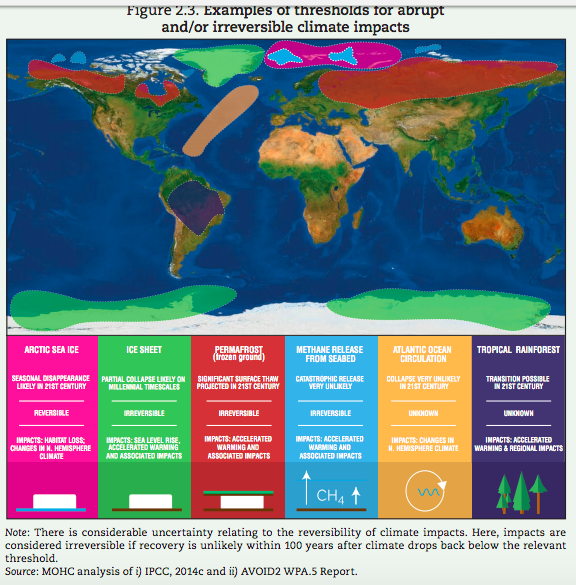 Figure 2.3. Examples of thresholds for abrupt
and/or irreversible climate impacts
ARCTIC SEA ICE
SEASONAL DISAPPEARANCE
LIKELY IN 21ST CENTURY
REVERSIBLE
IMPACTS: HABITAT LOSS;
CHANGES IN N. HEMISPHERE
CLIMATE
ICE SHEET
PARTIAL COLLAPSE LIKELY ON
MILLENNIAL TIMESCALES
IRREVERSIBLE
IMPACTS: SEA LEVEL RISE,
ACCELERATED WARMING
AND ASSOCIATED IMPACTS
PERMAFROST
(frozen ground)
SIGNIFICANT SURFACE THAW
PROJECTED IN 21ST CENTURY
IRREVERSIBLE
IMPACTS: ACCELERATED
WARMING AND
ASSOCIATED IMPACTS
METHANE RELEASE
FROM SEABED
CATASTROPHIC RELEASE
VERY UNLIKELY
IRREVERSIBLE
IMPACTS: ACCELERATED
WARMING AND
ASSOCIATED IMPACTS
CH₄
ATLANTIC OCEAN
CIRCULATION
COLLAPSE VERY UNLIKELY
IN 21ST CENTURY
UNKNOWN
IMPACTS: CHANGES IN
N. HEMISPHERE CLIMATE
TROPICAL RAINFOREST
TRANSITION POSSIBLE
IN 21ST CENTURY
UNKNOWN
IMPACTS: ACCELERATED
WARMING & REGIONAL IMPACTS
Note: There is considerable uncertainty relating to the reversibility of climate impacts. Here, impacts are
considered irreversible if recovery is unlikely within 100 years after climate drops back below the relevant
threshold.
Source: MOHC analysis of i) IPCC, 2014c and ii) AVOID2 WPA.5 Report.